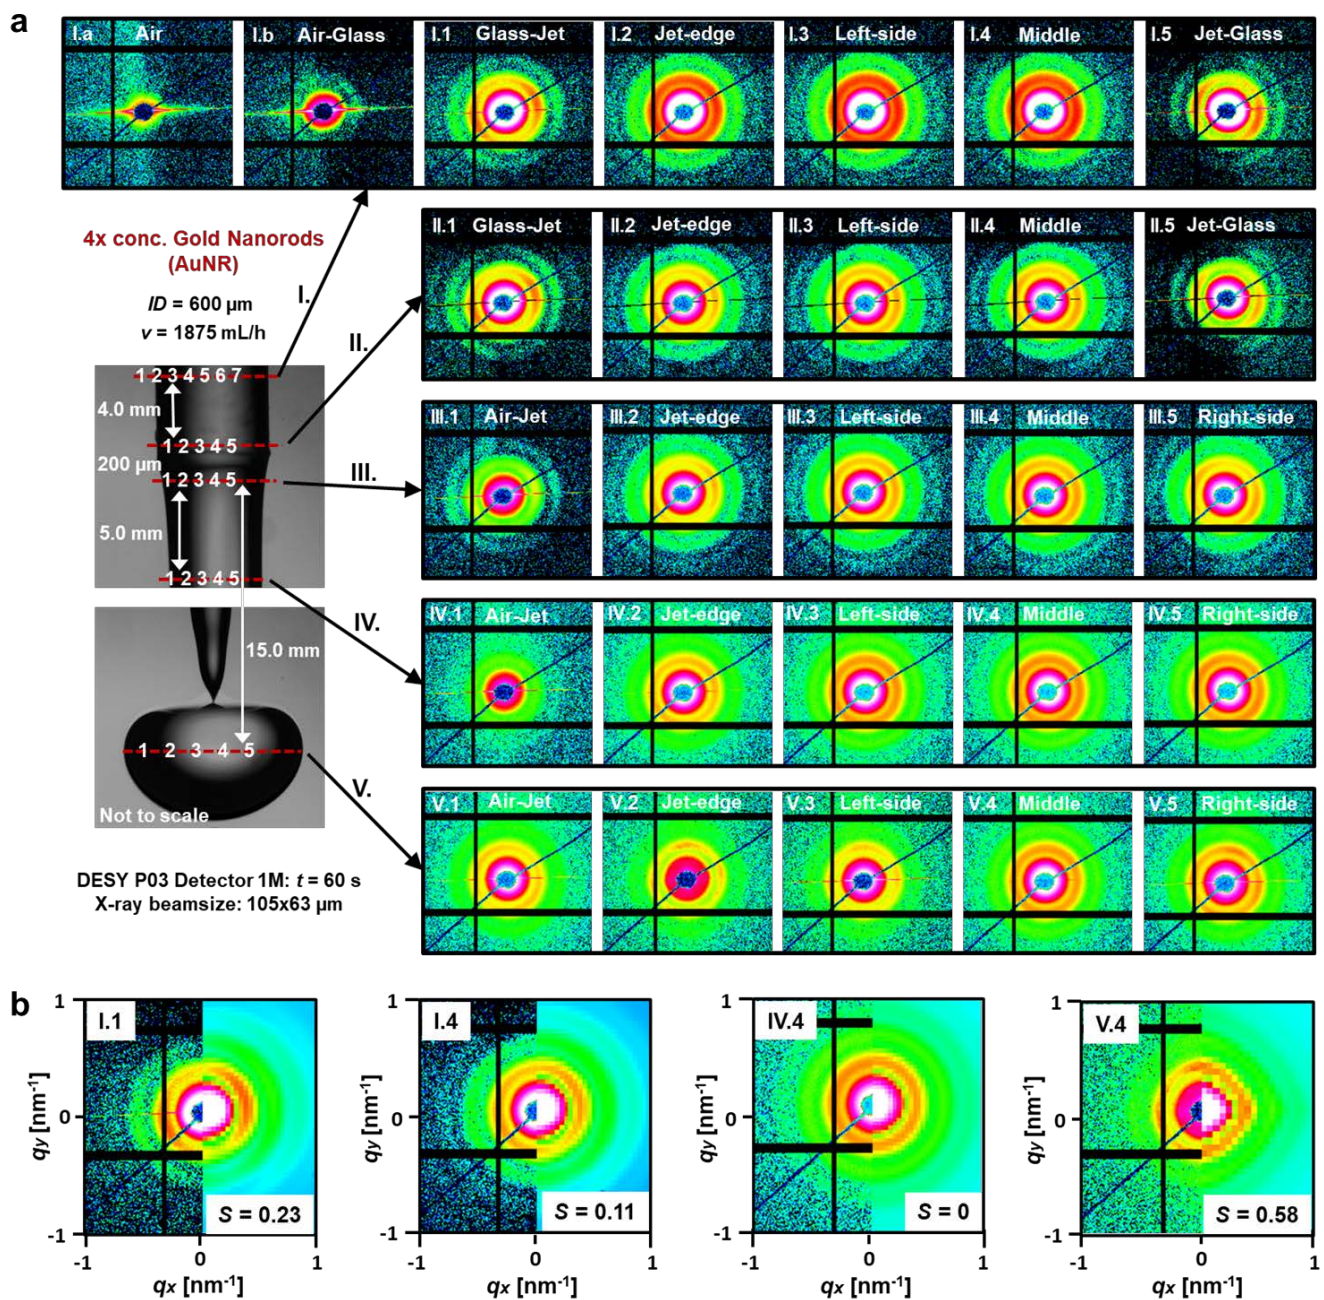 a
I.a Air
I.b Air-Glass
I.1 Glass-Jet
I.2 Jet-edge
I.3 Left-side
I.4 Middle
I.5 Jet-Glass
4x conc. Gold Nanorods
(AuNR)
ID = 600 µm
v = 1875 mL/h
I.
II.
III.
IV.
V.
1 2 3 4 5 6 7
4.0 mm
1 2 3 4 5
200 µm
1 2 3 4 5
5.0 mm
1 2 3 4 5
15.0 mm
1 2 3 4 5
Not to scale
DESY P03 Detector 1M: t = 60 s
X-ray beamsize: 105x63 µm
II.1 Glass-Jet
II.2 Jet-edge
II.3 Left-side
II.4 Middle
II.5 Jet-Glass
III.1 Air-Jet
III.2 Jet-edge
III.3 Left-side
III.4 Middle
III.5 Right-side
IV.1 Air-Jet
IV.2 Jet-edge
IV.3 Left-side
IV.4 Middle
IV.5 Right-side
V.1 Air-Jet
V.2 Jet-edge
V.3 Left-side
V.4 Middle
V.5 Right-side
b
1
0
-1
qy [nm-1]
I.1
S = 0.23
-1 0 1
qx [nm-1]
1
0
-1
qy [nm-1]
I.4
S = 0.11
-1 0 1
qx [nm-1]
1
0
-1
qy [nm-1]
IV.4
S = 0
-1 0 1
qx [nm-1]
1
0
-1
qy [nm-1]
V.4
S = 0.58
-1 0 1
qx [nm-1]